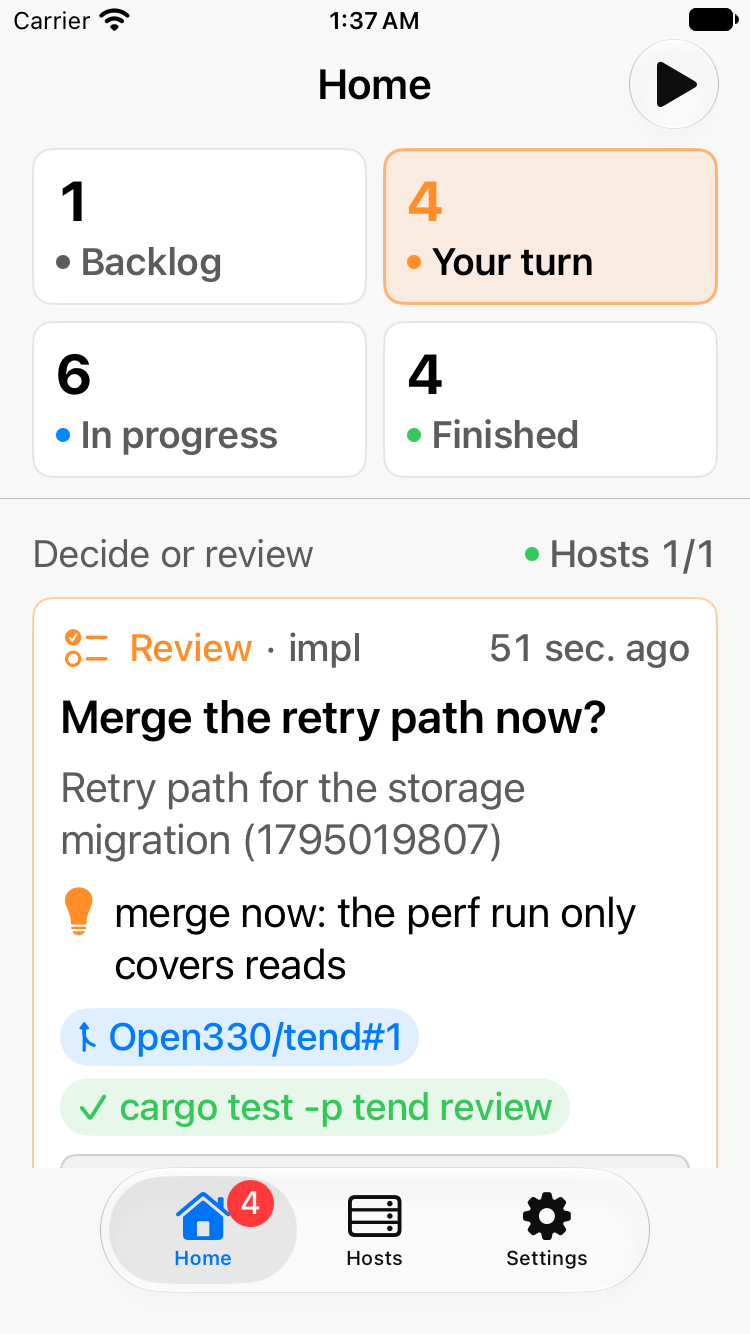 Carrier 1:37 AM
Home
1
• Backlog
4
• Your turn
6
• In progress
4
• Finished
Decide or review • Hosts 1/1
Review · impl 51 sec. ago
Merge the retry path now?
Retry path for the storage
migration (1795019807)
merge now: the perf run only
covers reads
Open330/tend#1
cargo test -p tend review
4
Home Hosts Settings